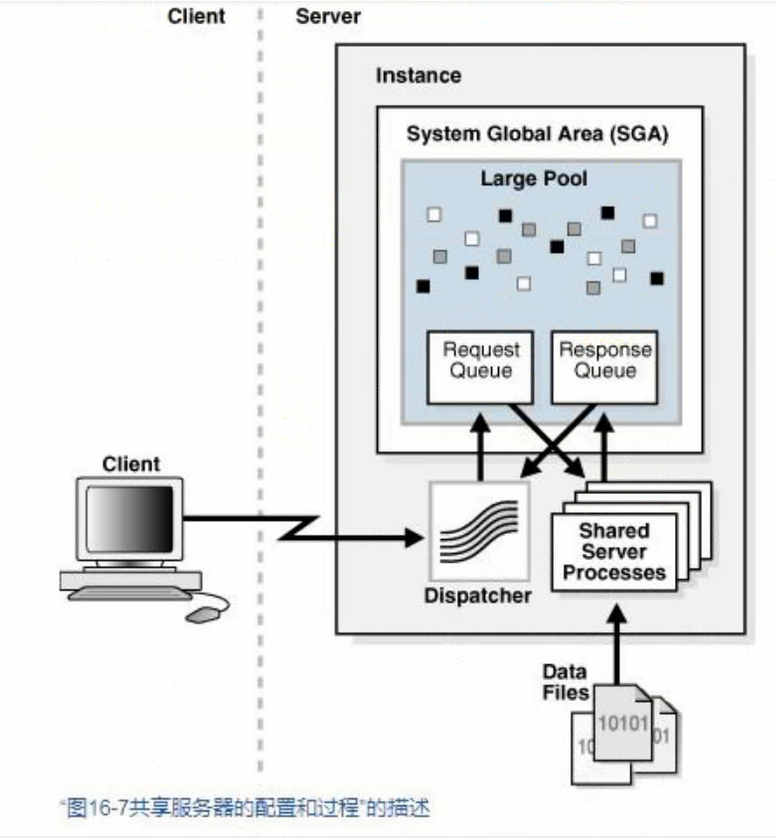 Client
Server
Instance
System Global Area (SGA)
Large Pool
Request
Queue
Response
Queue
Client
Dispatcher
Shared
Server
Processes
Data
Files
10
10101
01
“图16-7共享服务器的配置和过程”的描述